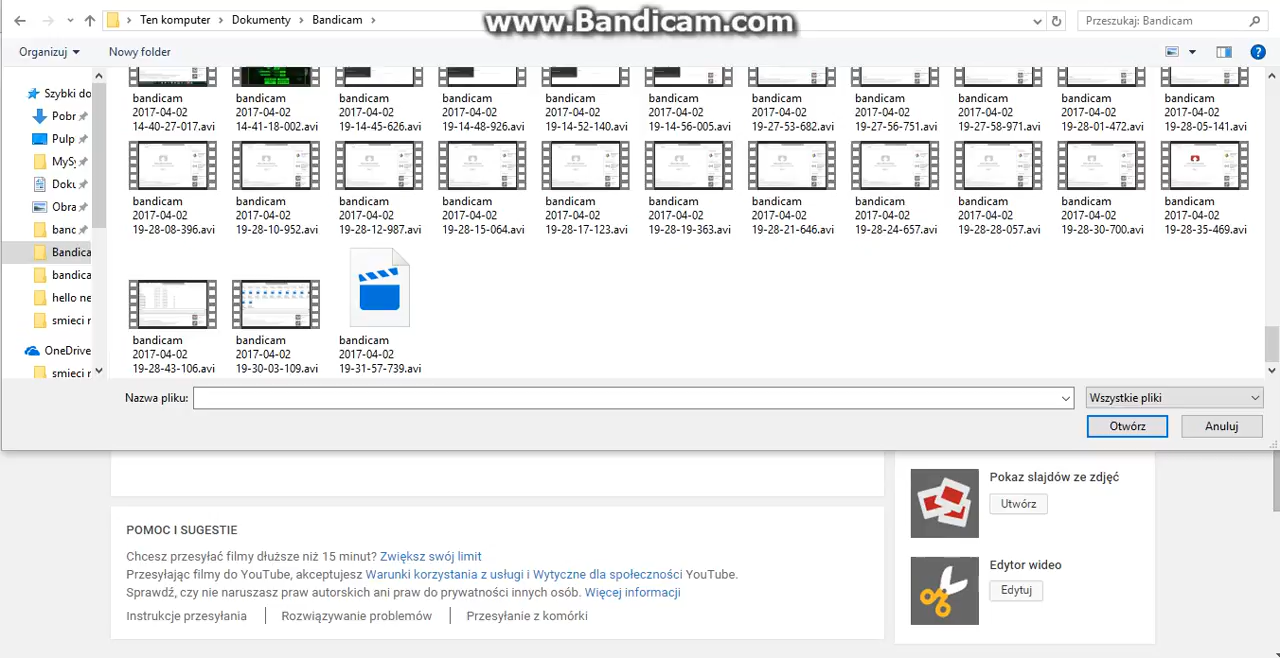 Ten komputer > Dokumenty > Bandicam >
www.Bandicam.com
Przeszukaj: Bandicam
Organizuj
Nowy folder
Szybki do
Pobr
Pulp
MyS
Doku
Obra
banc
Bandica
bandica
hello ne
smieci r
OneDrive
smieci r
bandicam 2017-04-02 14-40-27-017.avi
bandicam 2017-04-02 14-41-18-002.avi
bandicam 2017-04-02 19-14-45-626.avi
bandicam 2017-04-02 19-14-48-926.avi
bandicam 2017-04-02 19-14-52-140.avi
bandicam 2017-04-02 19-14-56-005.avi
bandicam 2017-04-02 19-27-53-682.avi
bandicam 2017-04-02 19-27-56-751.avi
bandicam 2017-04-02 19-27-58-971.avi
bandicam 2017-04-02 19-28-01-472.avi
bandicam 2017-04-02 19-28-05-141.avi
bandicam 2017-04-02 19-28-08-396.avi
bandicam 2017-04-02 19-28-10-952.avi
bandicam 2017-04-02 19-28-12-987.avi
bandicam 2017-04-02 19-28-15-064.avi
bandicam 2017-04-02 19-28-17-123.avi
bandicam 2017-04-02 19-28-19-363.avi
bandicam 2017-04-02 19-28-21-646.avi
bandicam 2017-04-02 19-28-24-657.avi
bandicam 2017-04-02 19-28-28-057.avi
bandicam 2017-04-02 19-28-30-700.avi
bandicam 2017-04-02 19-28-35-469.avi
bandicam 2017-04-02 19-28-43-106.avi
bandicam 2017-04-02 19-30-03-109.avi
bandicam 2017-04-02 19-31-57-739.avi
Nazwa pliku:
Wszystkie pliki
Otwórz
Anuluj
Pokaz slajdów ze zdjęć
Utwórz
Edytor wideo
Edytuj
POMOC I SUGESTIE
Chcesz przesyłać filmy dłuższe niż 15 minut? Zwiększ swój limit
Przesyłając filmy do YouTube, akceptujesz Warunki korzystania z usługi i Wytyczne dla społeczności YouTube.
Sprawdź, czy nie naruszasz praw autorskich ani praw do prywatności innych osób. Więcej informacji
Instrukcje przesyłania | Rozwiązywanie problemów | Przesyłanie z komórki